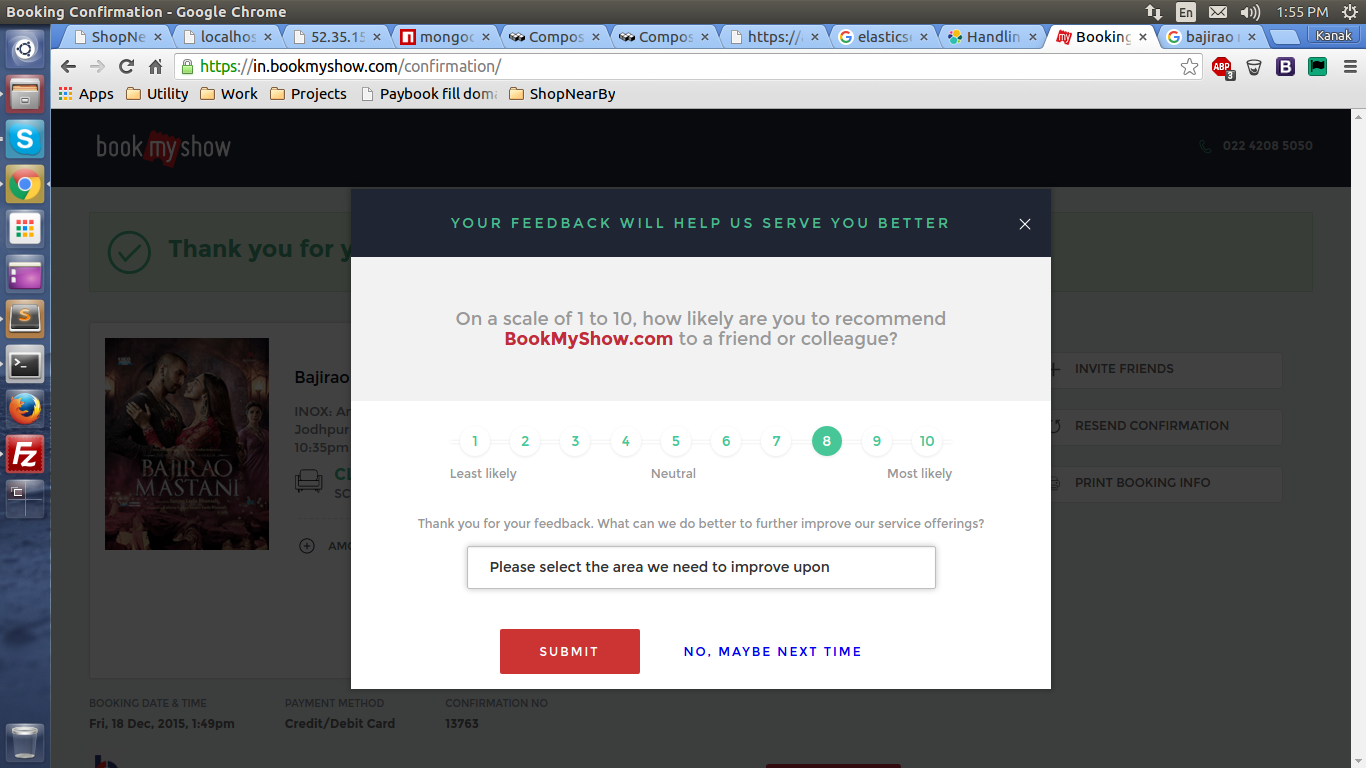 Booking Confirmation - Google Chrome
En
1:55 PM
ShopNe
localhos
52.35.15
mongoc
Compos
Compos
https://
elasticse
Handlin
Booking
bajirao
Kanak
https://in.bookmyshow.com/confirmation/
ABP
3
B
Apps
Utility
Work
Projects
Paybook fill doma
ShopNearBy
book my show
022 4208 5050
YOUR FEEDBACK WILL HELP US SERVE YOU BETTER
Thank you for y
On a scale of 1 to 10, how likely are you to recommend
BookMyShow.com to a friend or colleague?
BAJIRAO
MASTANI
Bajirao
INOX: An
Jodhpur
10:35pm
CL
SC
AMO
INVITE FRIENDS
RESEND CONFIRMATION
PRINT BOOKING INFO
1 2 3 4 5 6 7 8 9 10
Least likely Neutral Most likely
Thank you for your feedback. What can we do better to further improve our service offerings?
Please select the area we need to improve upon
SUBMIT
NO, MAYBE NEXT TIME
BOOKING DATE & TIME
Fri, 18 Dec, 2015, 1:49pm
PAYMENT METHOD
Credit/Debit Card
CONFIRMATION NO
13763